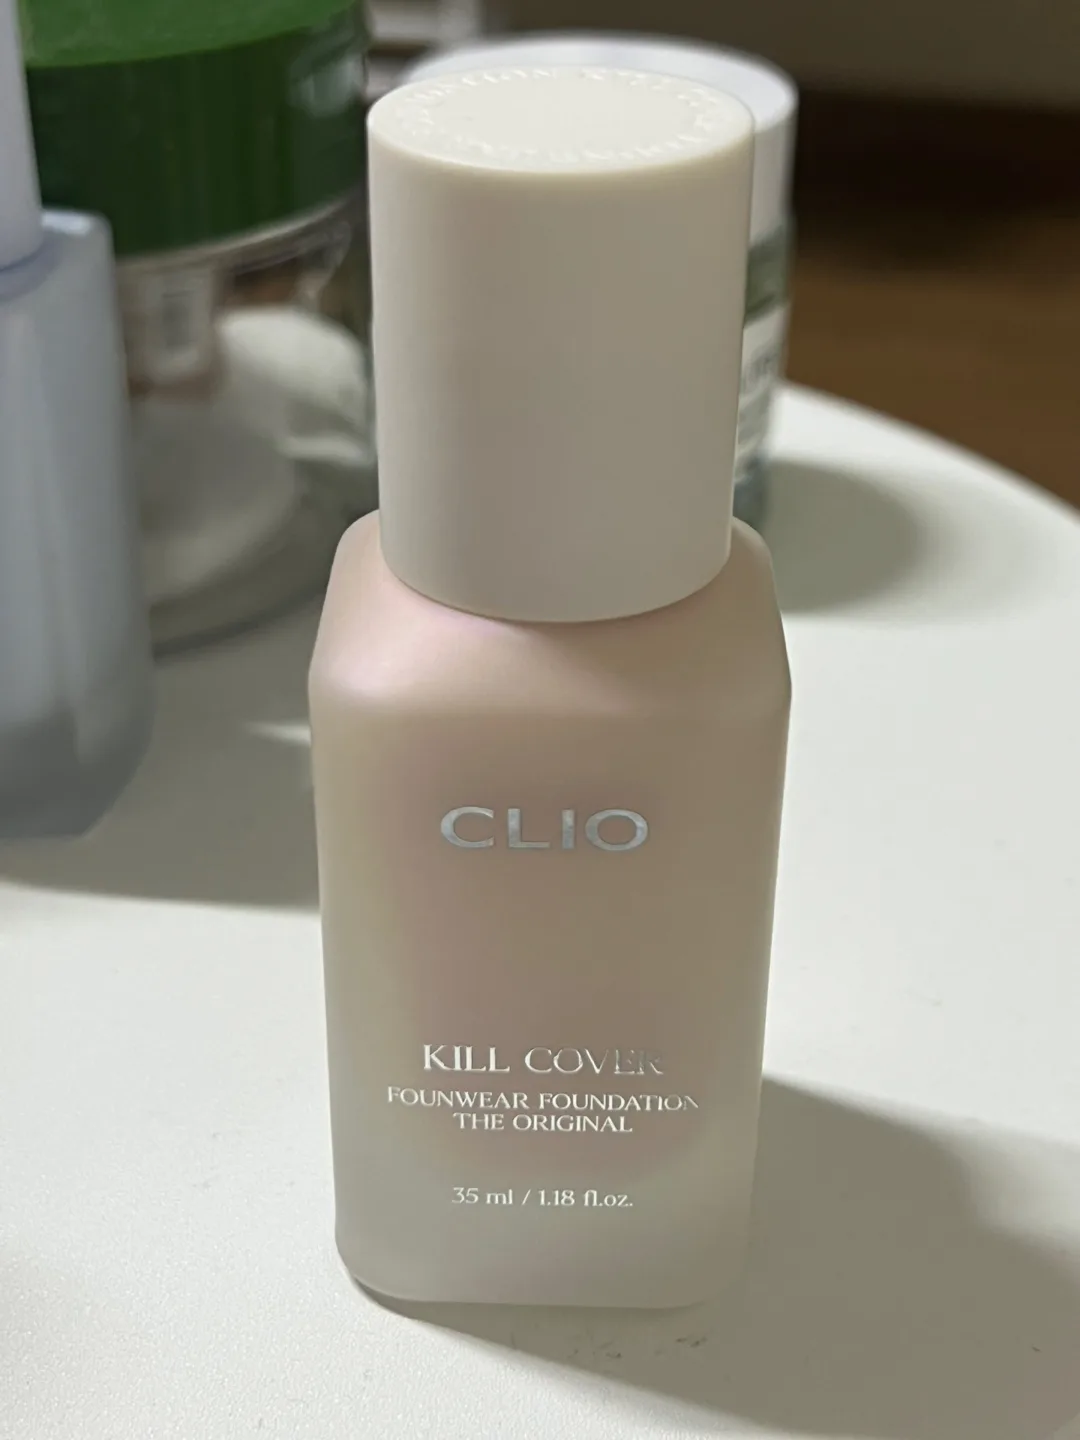 CLIO
KILL COVER
FOUNWEAR FOUNDATION
THE ORIGINAL
35 ml / 1.18 fl.oz.